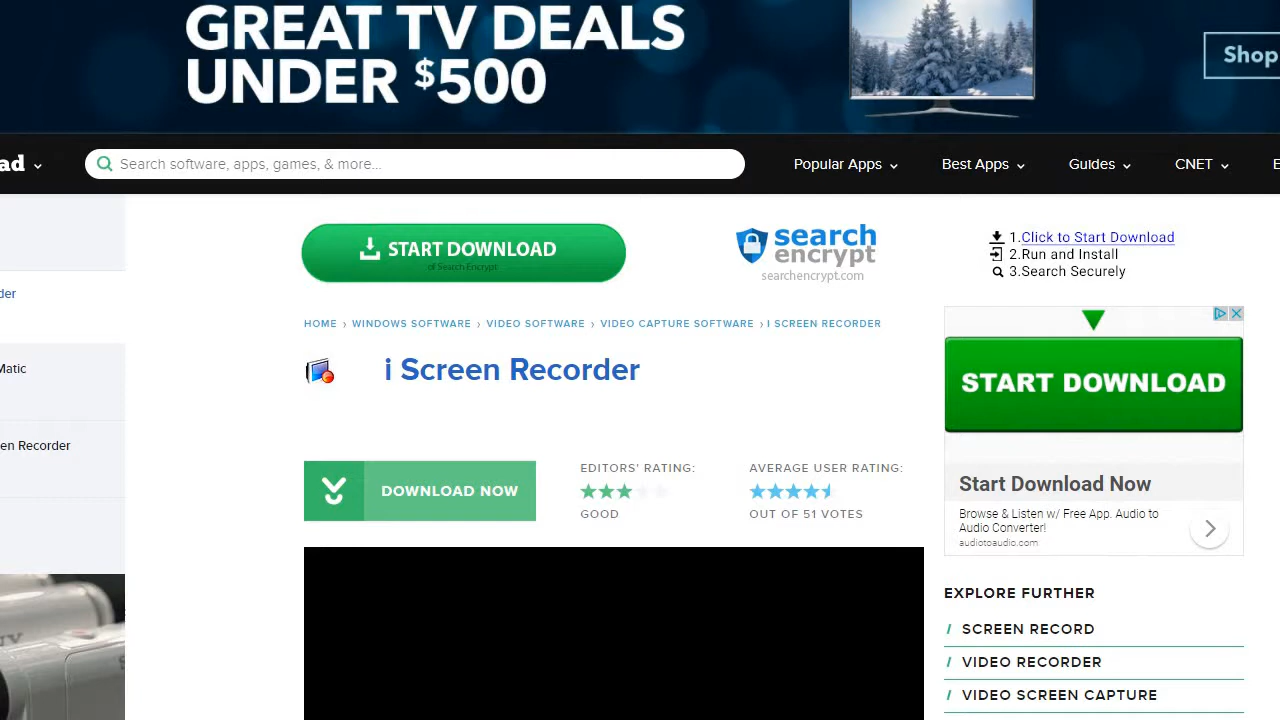 GREAT TV DEALS
UNDER $500
Shop
ad
Search software, apps, games, & more...
Popular Apps
Best Apps
Guides
CNET
E
START DOWNLOAD
of Search Encrypt
search
encrypt
searchencrypt.com
1.Click to Start Download
2.Run and Install
3.Search Securely
der
Matic
en Recorder
HOME › WINDOWS SOFTWARE › VIDEO SOFTWARE › VIDEO CAPTURE SOFTWARE › I SCREEN RECORDER
i Screen Recorder
DOWNLOAD NOW
EDITORS' RATING:
GOOD
AVERAGE USER RATING:
OUT OF 51 VOTES
START DOWNLOAD
Start Download Now
Browse & Listen w/ Free App. Audio to
Audio Converter!
audiotoaudio.com
EXPLORE FURTHER
/ SCREEN RECORD
/ VIDEO RECORDER
/ VIDEO SCREEN CAPTURE